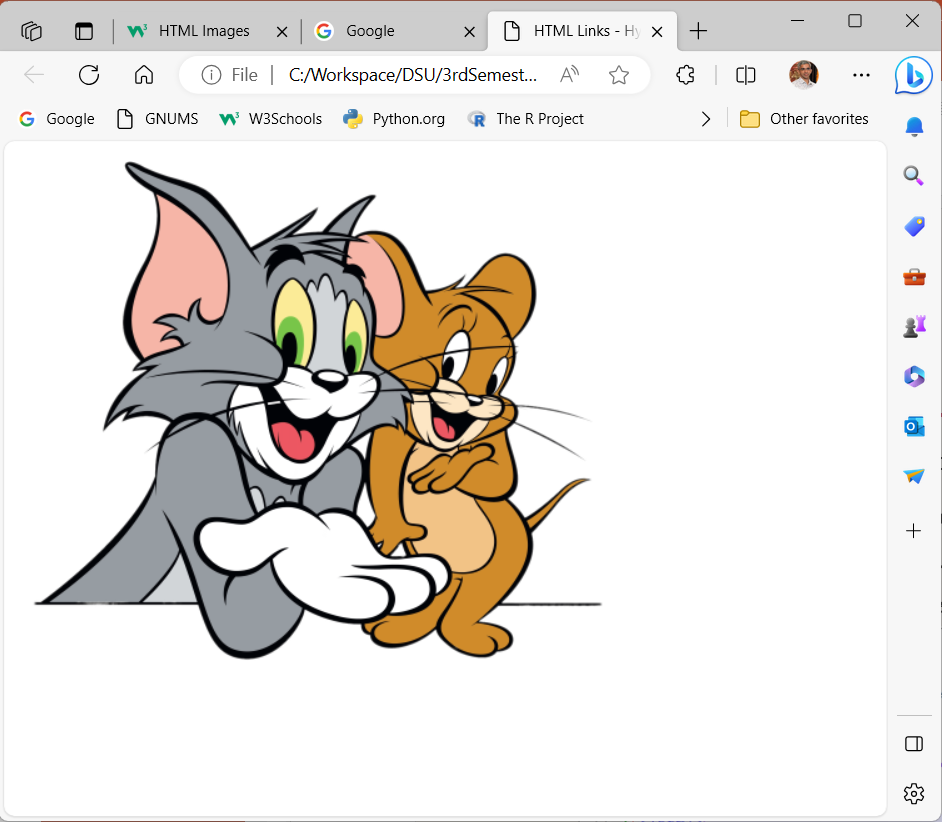 HTML Images
Google
HTML Links - Hy
File
C:/Workspace/DSU/3rdSemest...
Google
GNUMS
W3Schools
Python.org
The R Project
Other favorites